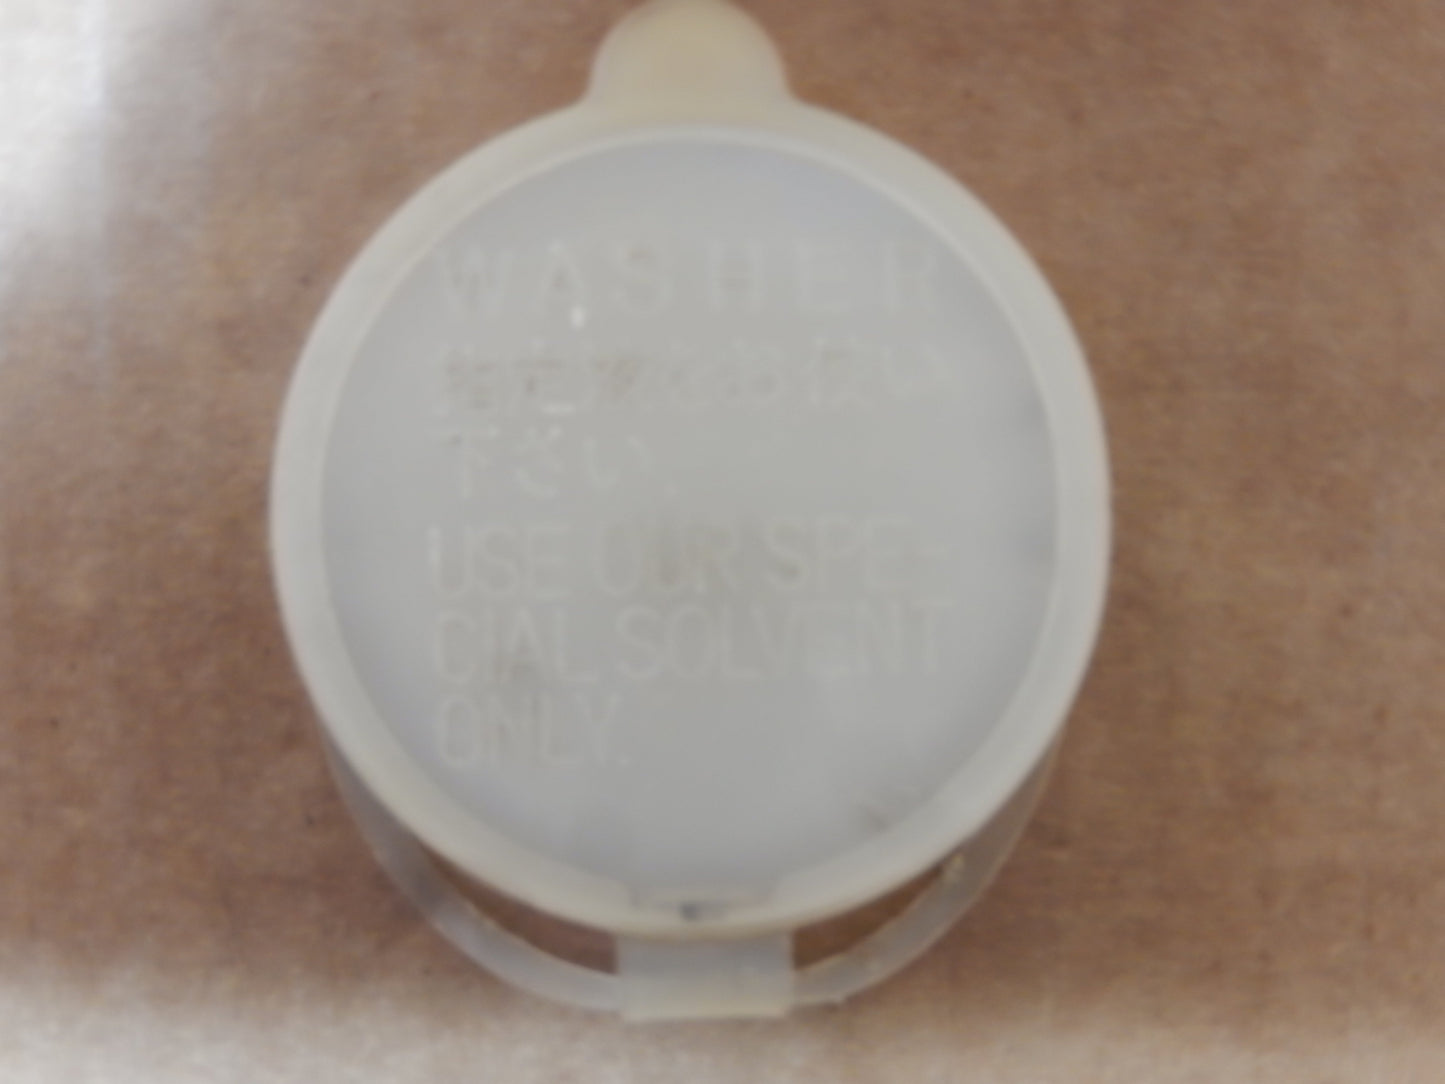 WASHER
指定液をお使い
下さい.
USE OUR SPE-
CIAL SOLVENT
ONLY.